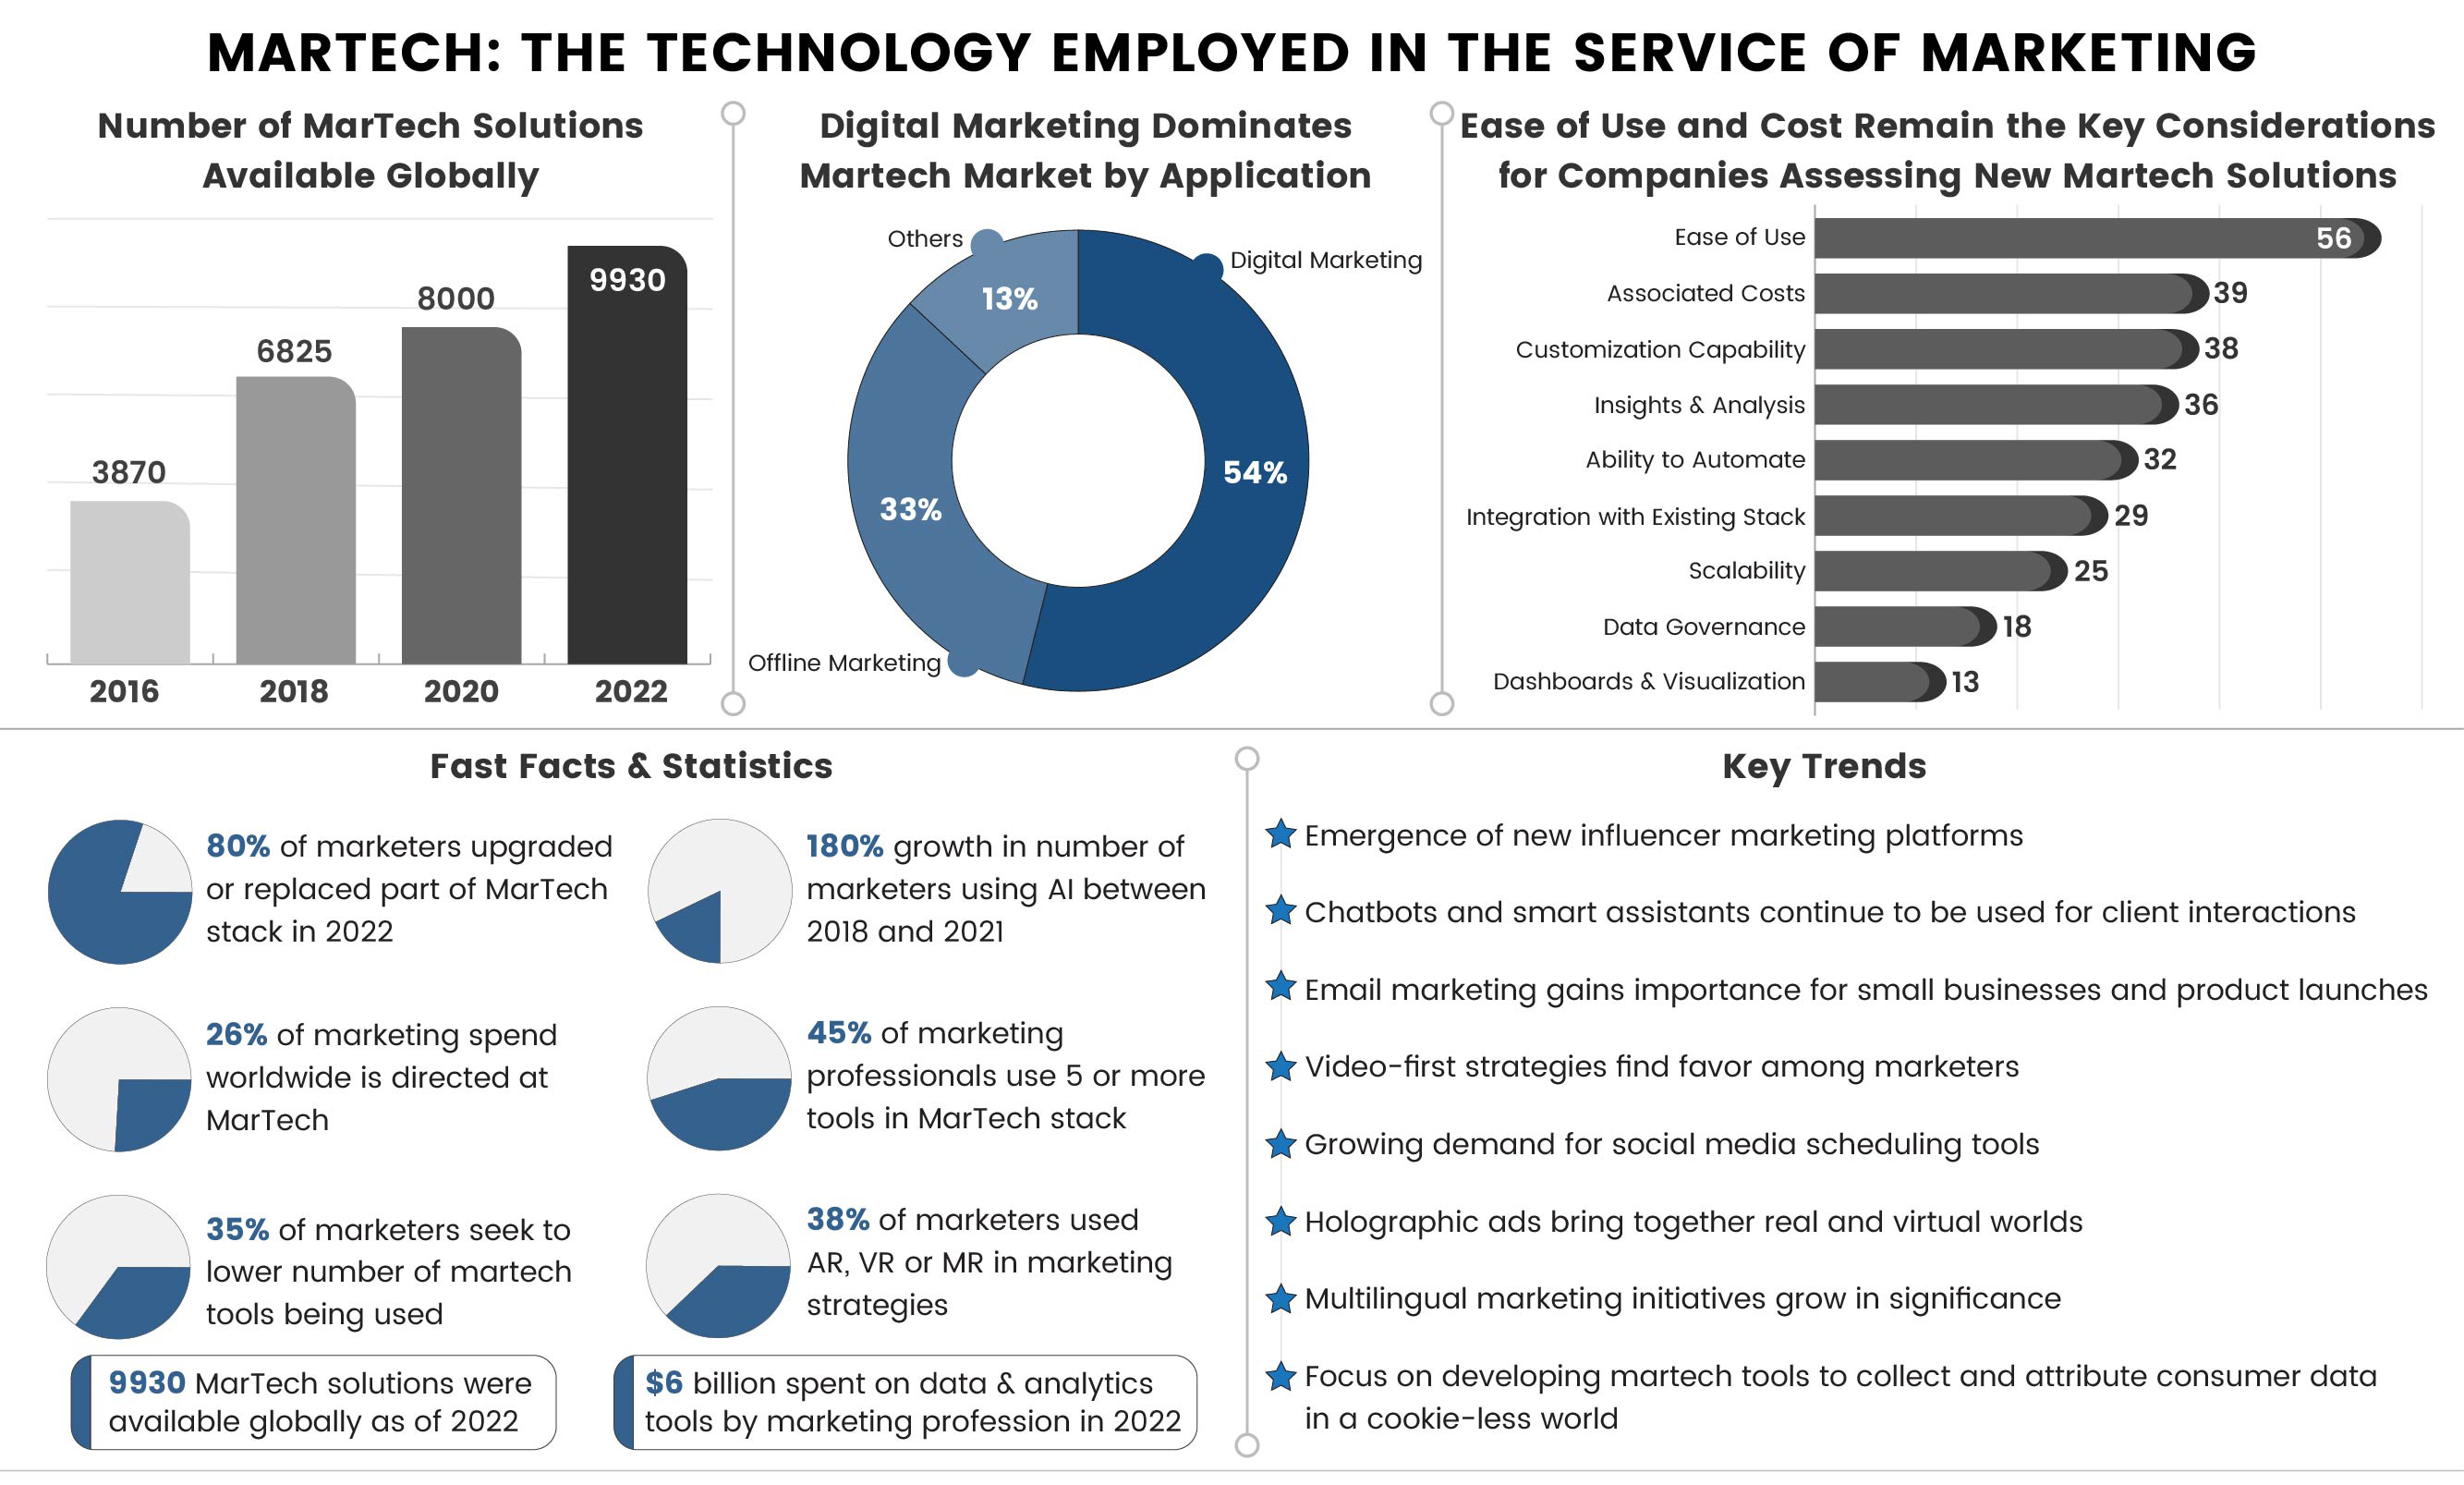 MARTECH: THE TECHNOLOGY EMPLOYED IN THE SERVICE OF MARKETING
Number of MarTech Solutions
Available Globally
3870
6825
8000
9930
2016
2018
2020
2022
Digital Marketing Dominates
Martech Market by Application
Others
Digital Marketing
13%
54%
33%
Offline Marketing
Ease of Use and Cost Remain the Key Considerations
for Companies Assessing New Martech Solutions
Ease of Use 56
Associated Costs 39
Customization Capability 38
Insights & Analysis 36
Ability to Automate 32
Integration with Existing Stack 29
Scalability 25
Data Governance 18
Dashboards & Visualization 13
Fast Facts & Statistics
80% of marketers upgraded
or replaced part of MarTech
stack in 2022
180% growth in number of
marketers using AI between
2018 and 2021
26% of marketing spend
worldwide is directed at
MarTech
45% of marketing
professionals use 5 or more
tools in MarTech stack
35% of marketers seek to
lower number of martech
tools being used
38% of marketers used
AR, VR or MR in marketing
strategies
9930 MarTech solutions were
available globally as of 2022
$6 billion spent on data & analytics
tools by marketing profession in 2022
Key Trends
Emergence of new influencer marketing platforms
Chatbots and smart assistants continue to be used for client interactions
Email marketing gains importance for small businesses and product launches
Video-first strategies find favor among marketers
Growing demand for social media scheduling tools
Holographic ads bring together real and virtual worlds
Multilingual marketing initiatives grow in significance
Focus on developing martech tools to collect and attribute consumer data
in a cookie-less world